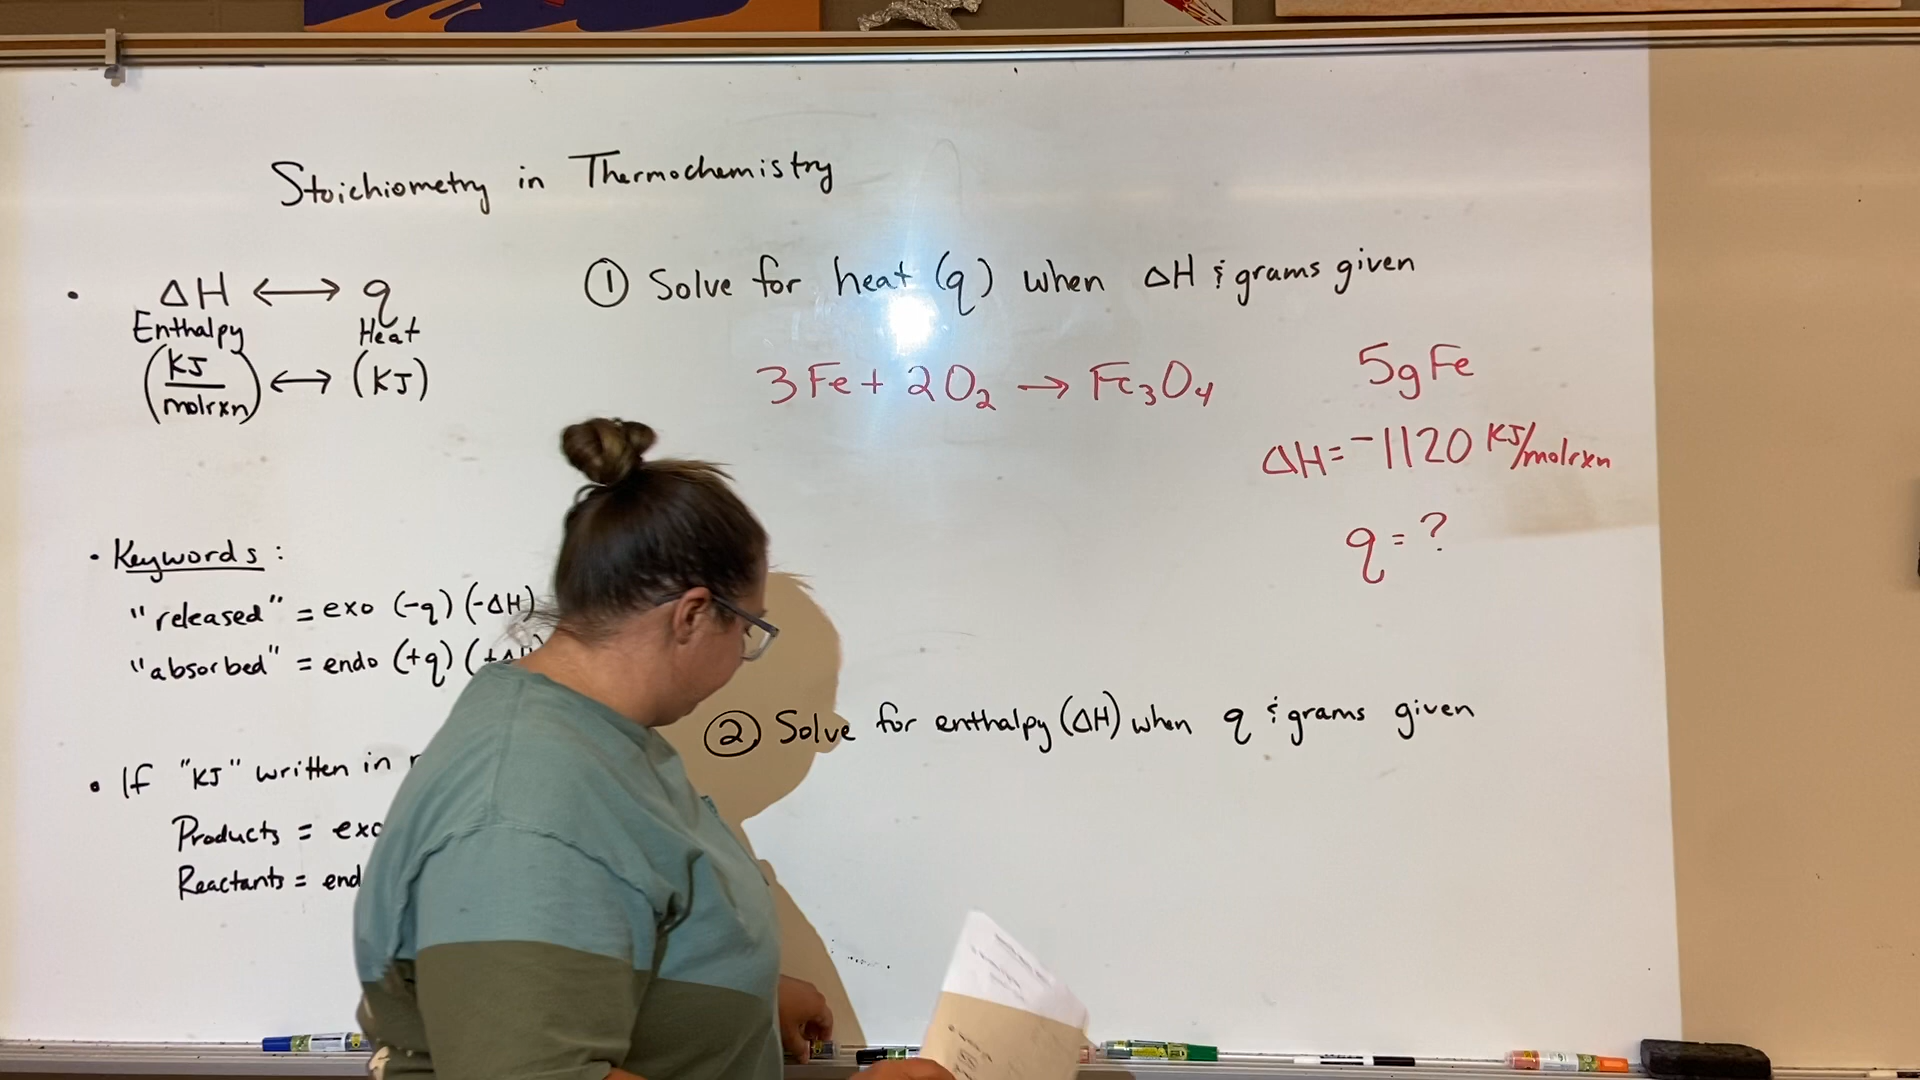 Stoichiometry in Thermochemistry
• ΔH ⟷ q
Enthalpy Heat
(KJ/molrxn) ⟷ (KJ)
• Keywords:
"released" = exo (-q) (-ΔH)
"absorbed" = endo (+q) (+ΔH)
• If "KJ" written in
Products = exo
Reactants = end
① Solve for heat (q) when ΔH & grams given
3Fe + 2O₂ → Fe₃O₄
5g Fe
ΔH = -1120 KJ/molrxn
q = ?
② Solve for enthalpy (ΔH) when q & grams given